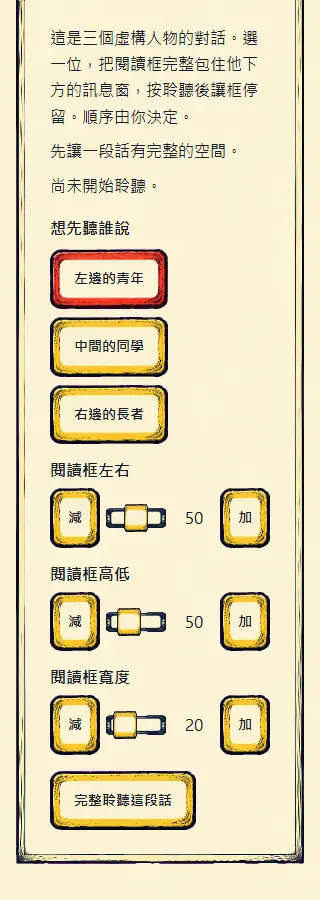 這是三個虛構人物的對話。選
一位，把閱讀框完整包住他下
方的訊息窗，按聆聽後讓框停
留。順序由你決定。
先讓一段話有完整的空間。
尚未開始聆聽。
想先聽誰說
左邊的青年
中間的同學
右邊的長者
閱讀框左右
減 50 加
閱讀框高低
減 50 加
閱讀框寬度
減 20 加
完整聆聽這段話